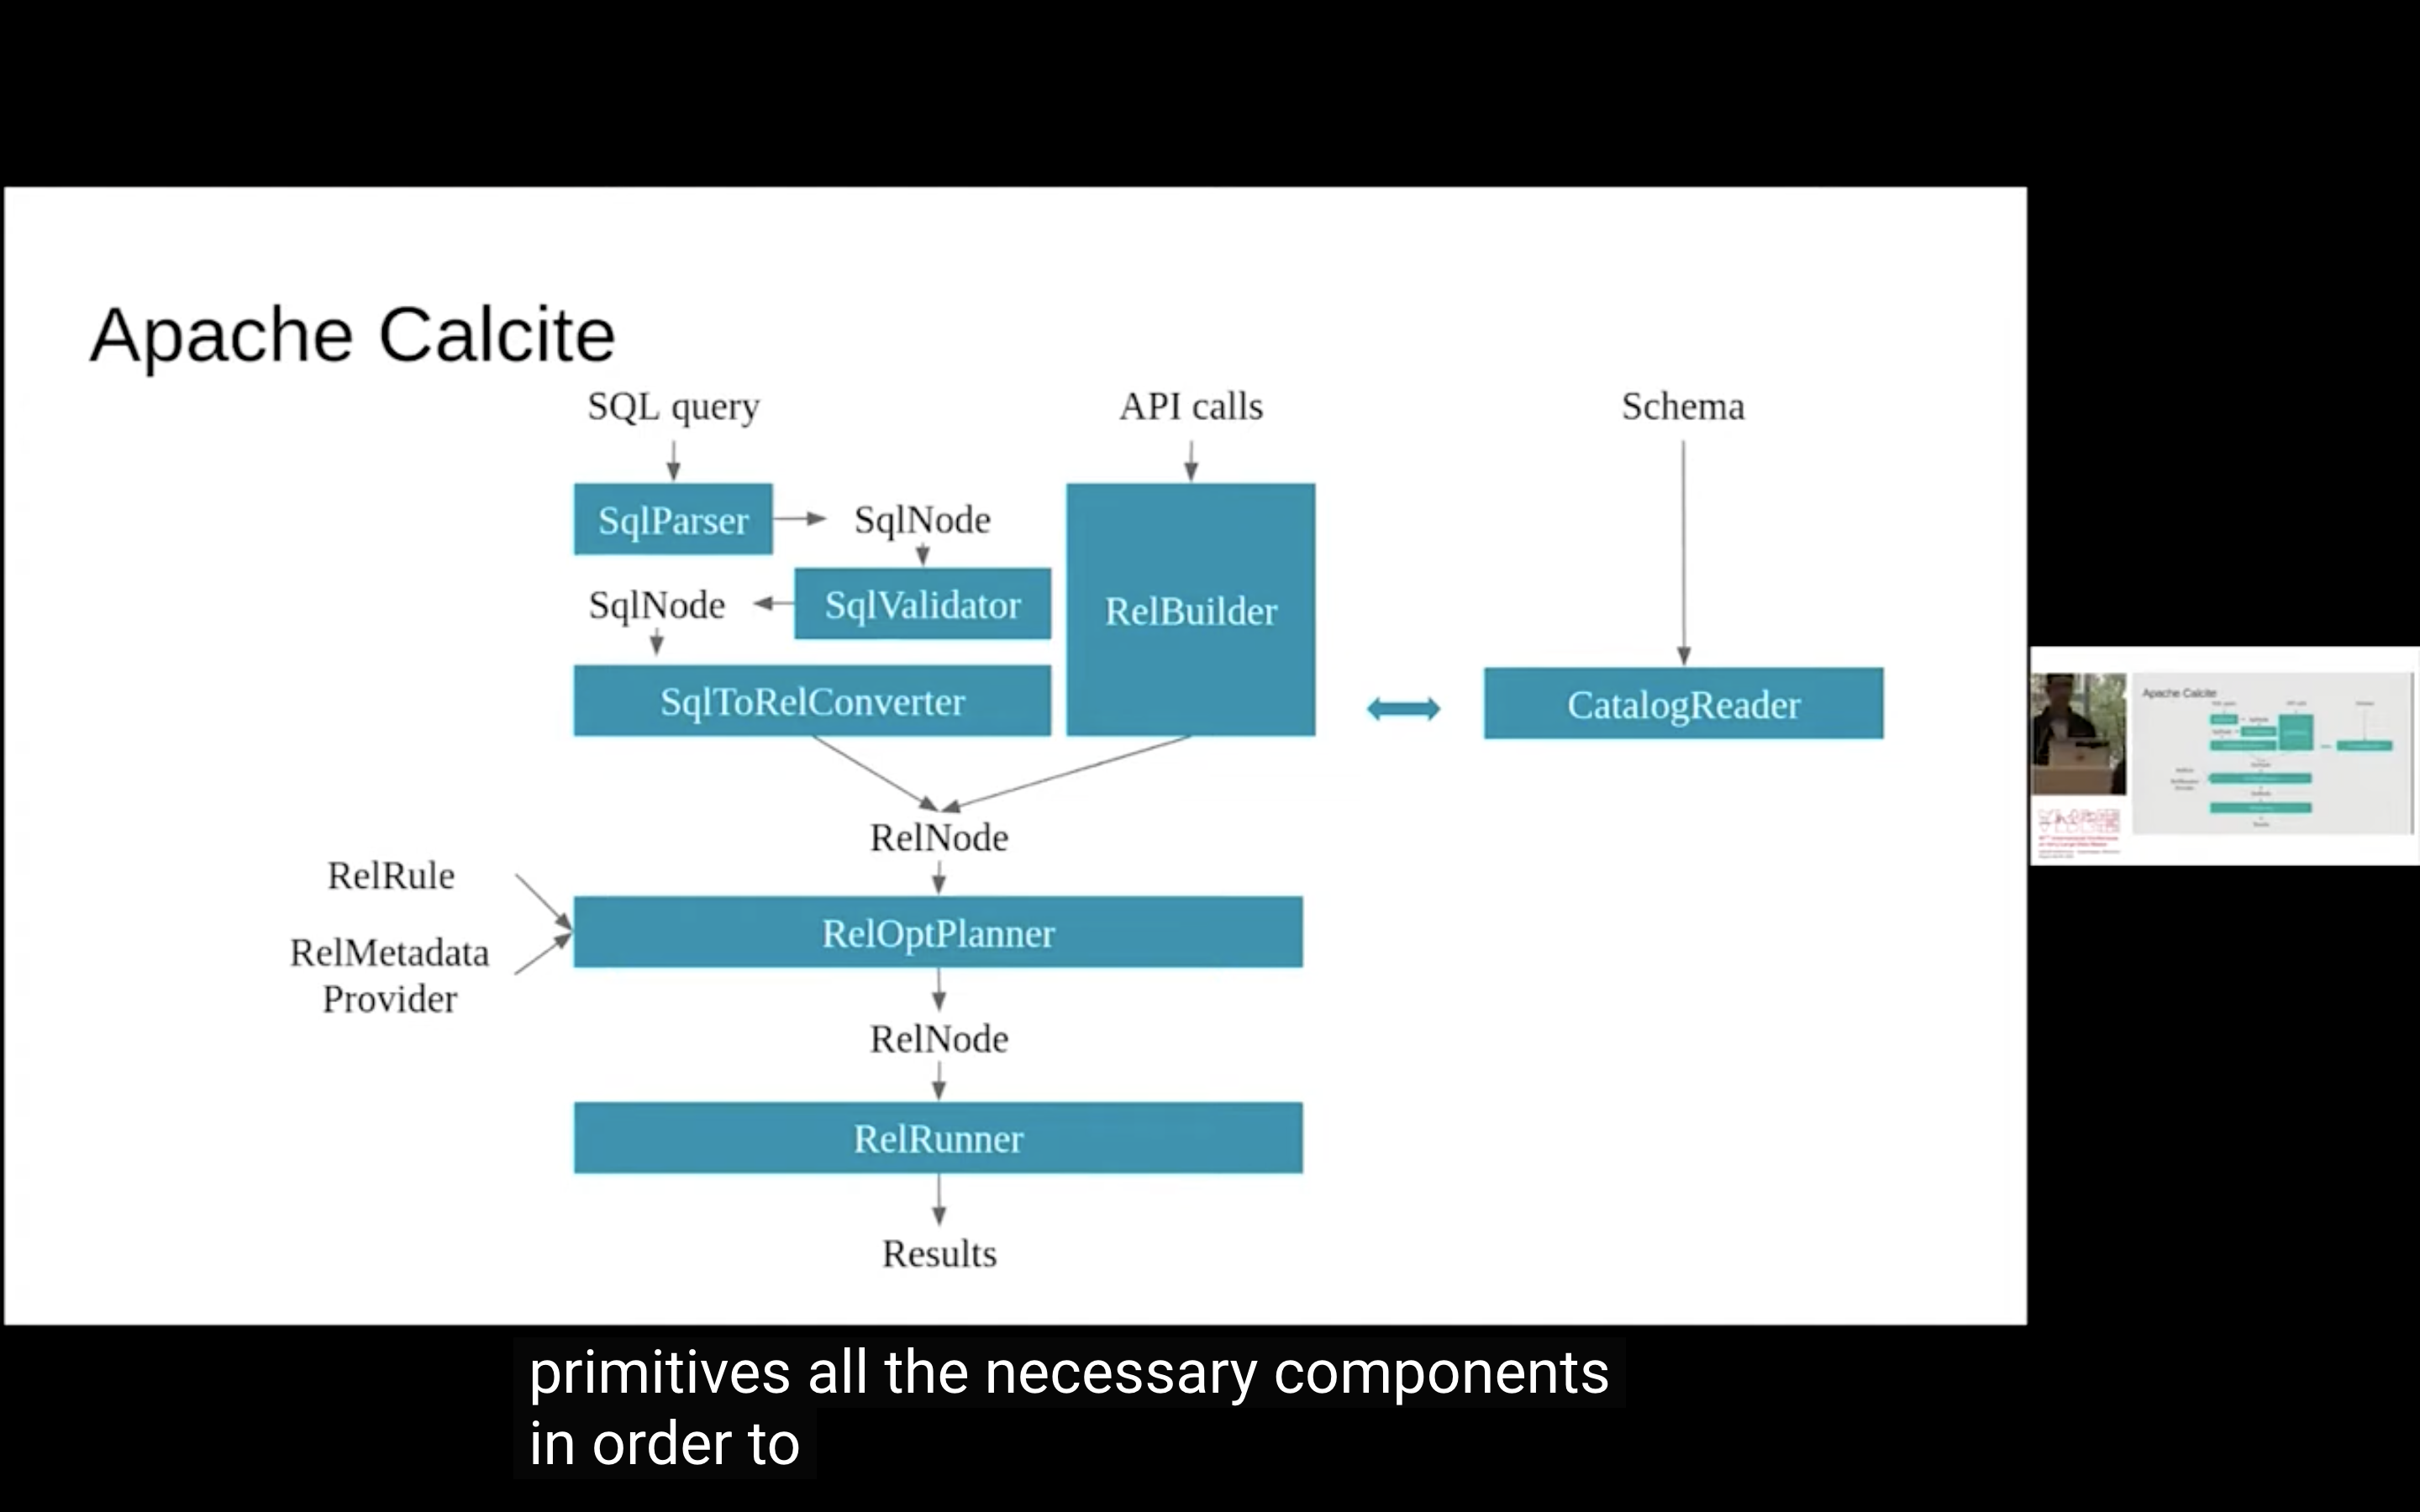 Apache Calcite
SQL query
API calls
Schema
SqlParser
SqlNode
SqlNode
SqlValidator
RelBuilder
SqlToRelConverter
CatalogReader
RelNode
RelRule
RelMetadata
Provider
RelOptPlanner
RelNode
RelRunner
Results
Apache Calcite
primitives all the necessary components
in order to